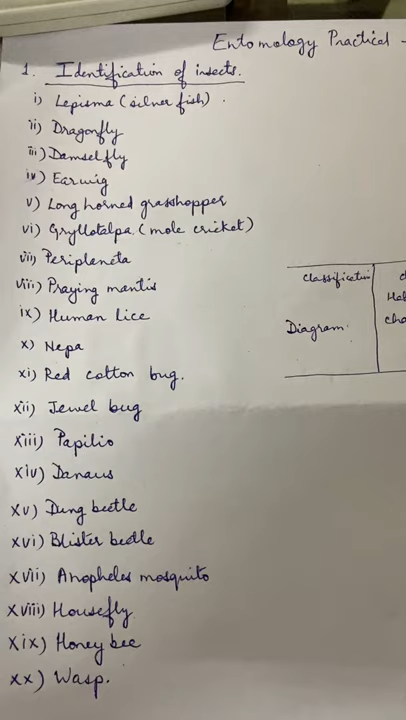 Entomology Practical -
1. Identification of insects.
i) Lepisma (silver fish).
ii) Dragonfly
iii) Damselfly
iv) Earwig
v) Long horned grasshopper
vi) Gryllotalpa (mole cricket)
vii) Periplaneta
viii) Praying mantis
ix) Human Lice
x) Nepa
xi) Red cotton bug.
xii) Jewel bug
xiii) Papilio
xiv) Danaus
xv) Dung beetle
xvi) Blister beetle
xvii) Anopheles mosquito
xviii) Housefly
xix) Honey bee
xx) Wasp.
Classification
Diagram.